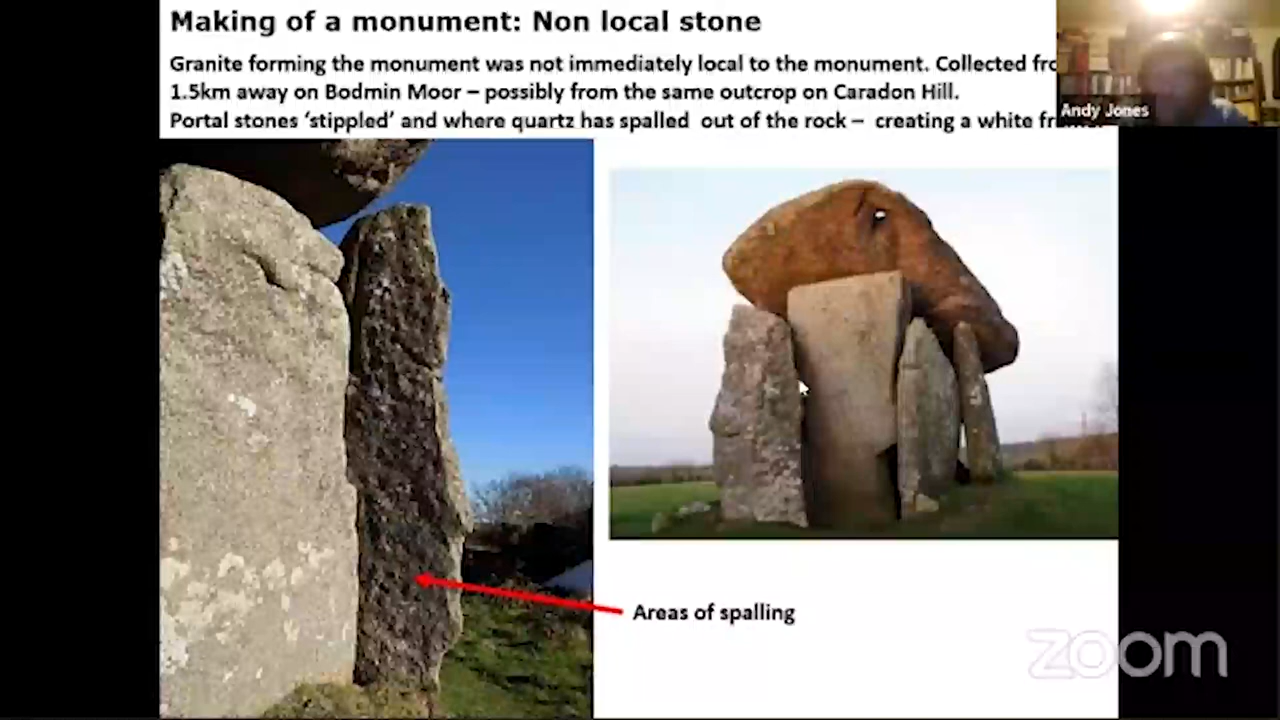 Making of a monument: Non local stone
Granite forming the monument was not immediately local to the monument. Collected
1.5km away on Bodmin Moor – possibly from the same outcrop on Caradon Hill.
Portal stones ‘stippled’ and where quartz has spalled out of the rock – creating a white
Andy Jones
Areas of spalling
zoom